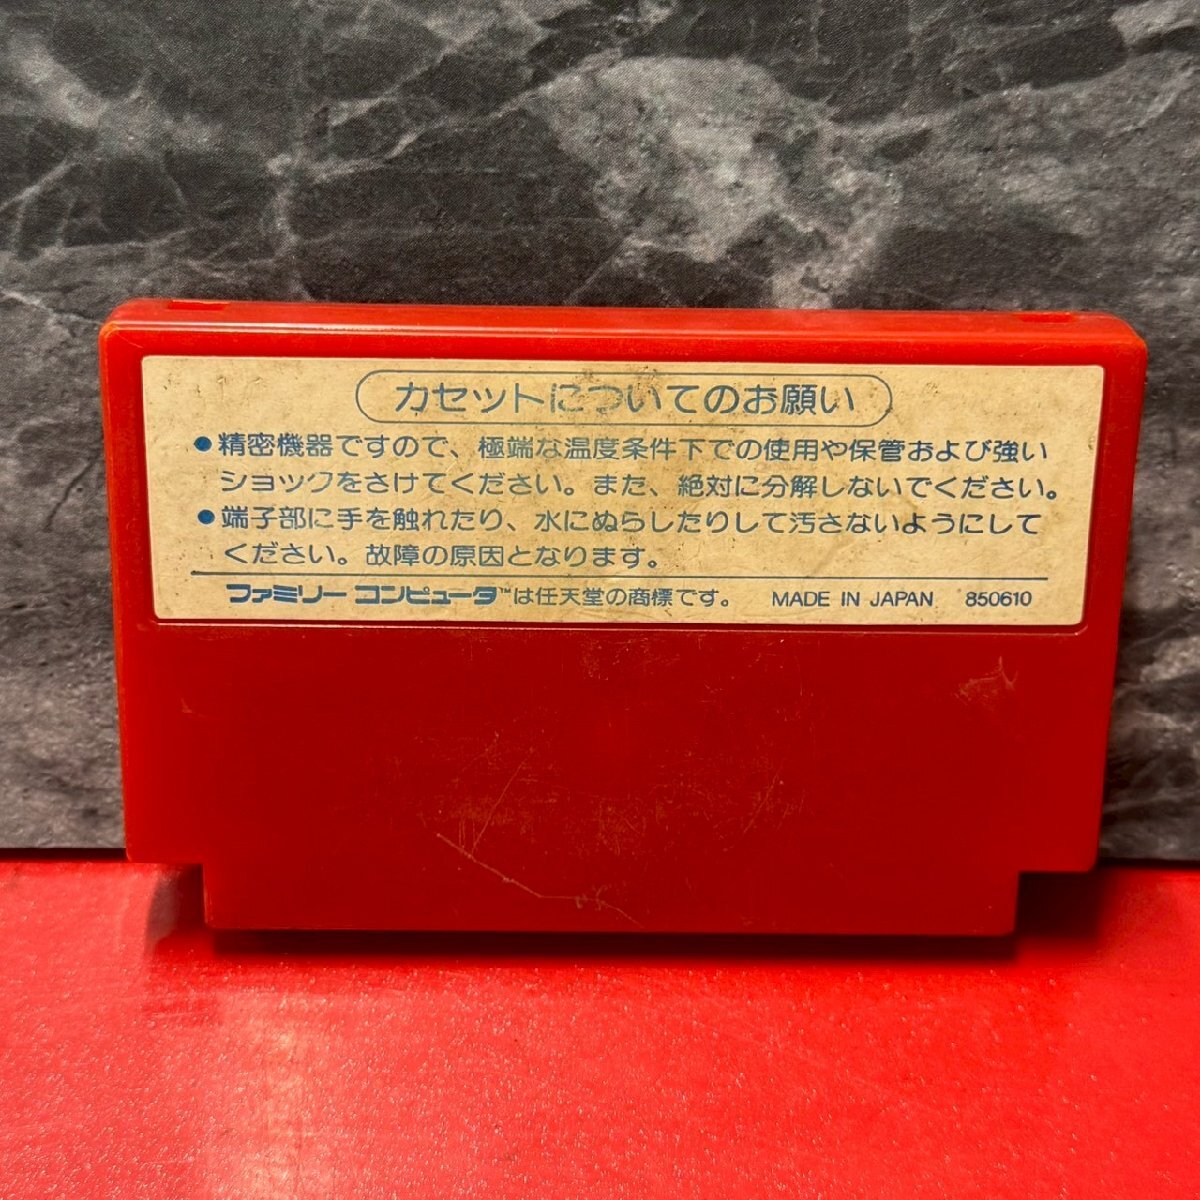 カセットについてのお願い
●精密機器ですので、極端な温度条件下での使用や保管および強い
ショックをさけてください。また、絶対に分解しないでください。
●端子部に手を触れたり、水にぬらしたりして汚さないようにして
ください。故障の原因となります。
ファミリー コンピュータ™は任天堂の商標です。 MADE IN JAPAN 850610